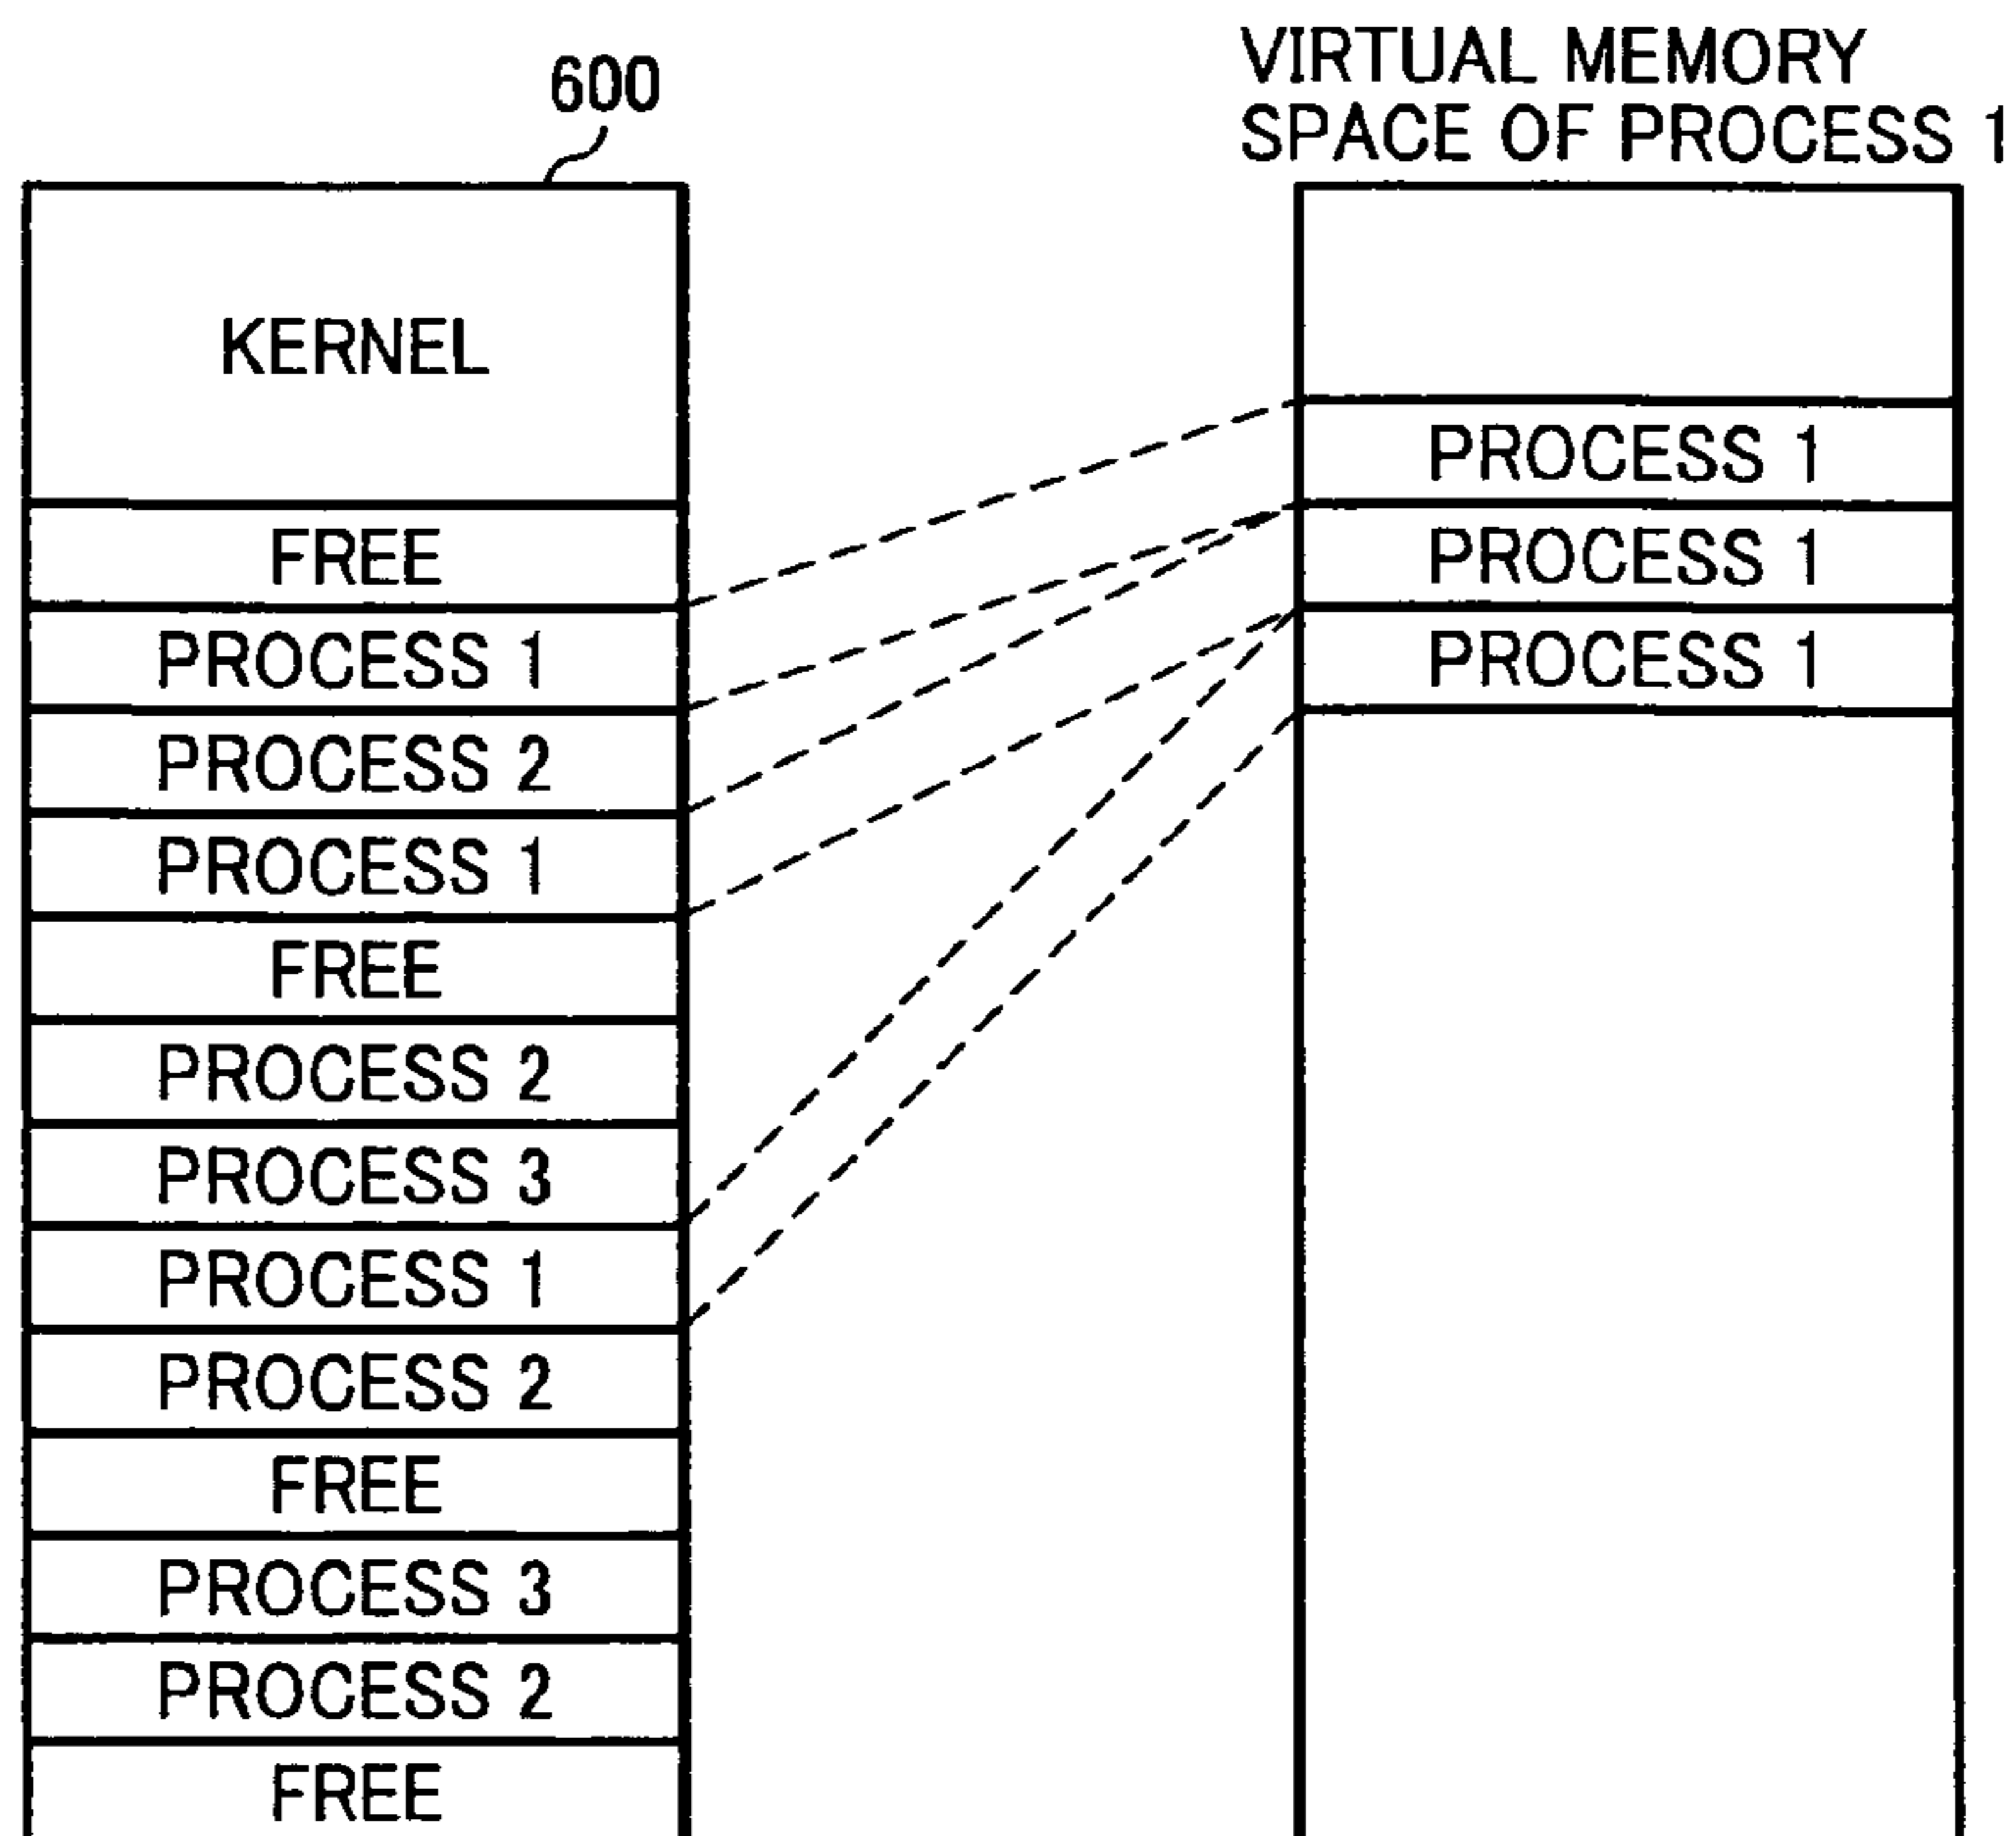 600
VIRTUAL MEMORY
SPACE OF PROCESS 1
KERNEL
FREE
PROCESS 1
PROCESS 2
PROCESS 1
FREE
PROCESS 2
PROCESS 3
PROCESS 1
PROCESS 2
FREE
PROCESS 3
PROCESS 2
FREE
PROCESS 1
PROCESS 1
PROCESS 1